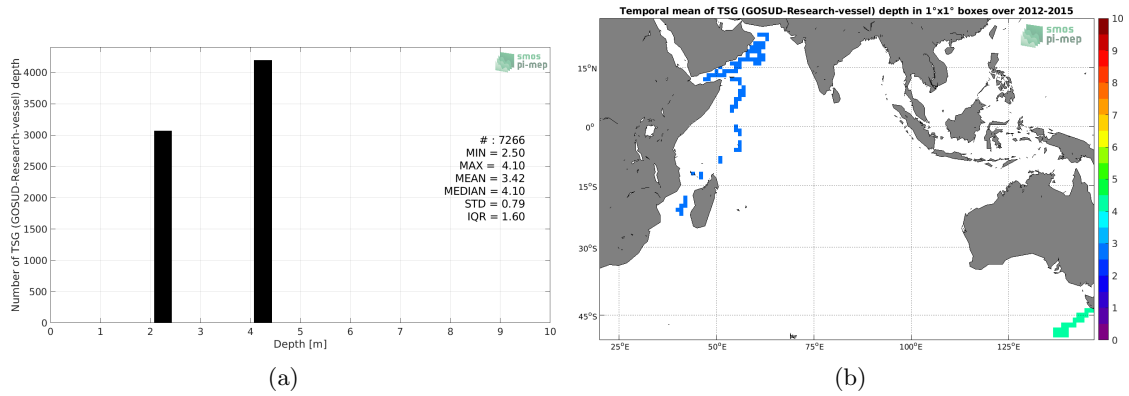 Number of TSG (GOSUD-Research-vessel) depth
4000
3500
3000
2500
2000
1500
1000
500
0
0 1 2 3 4 5 6 7 8 9 10
Depth [m]
smos
pi-mep
# : 7266
MIN = 2.50
MAX = 4.10
MEAN = 3.42
MEDIAN = 4.10
STD = 0.79
IQR = 1.60
(a)
Temporal mean of TSG (GOSUD-Research-vessel) depth in 1°x1° boxes over 2012-2015
smos
pi-mep
15°N
0°
15°S
30°S
45°S
25°E 50°E 75°E 100°E 125°E
10
9
8
7
6
5
4
3
2
1
0
(b)